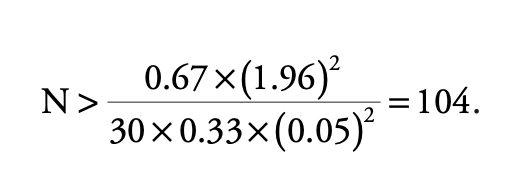 N > 0.67×(1.96)² / 30×0.33×(0.05)² = 104.